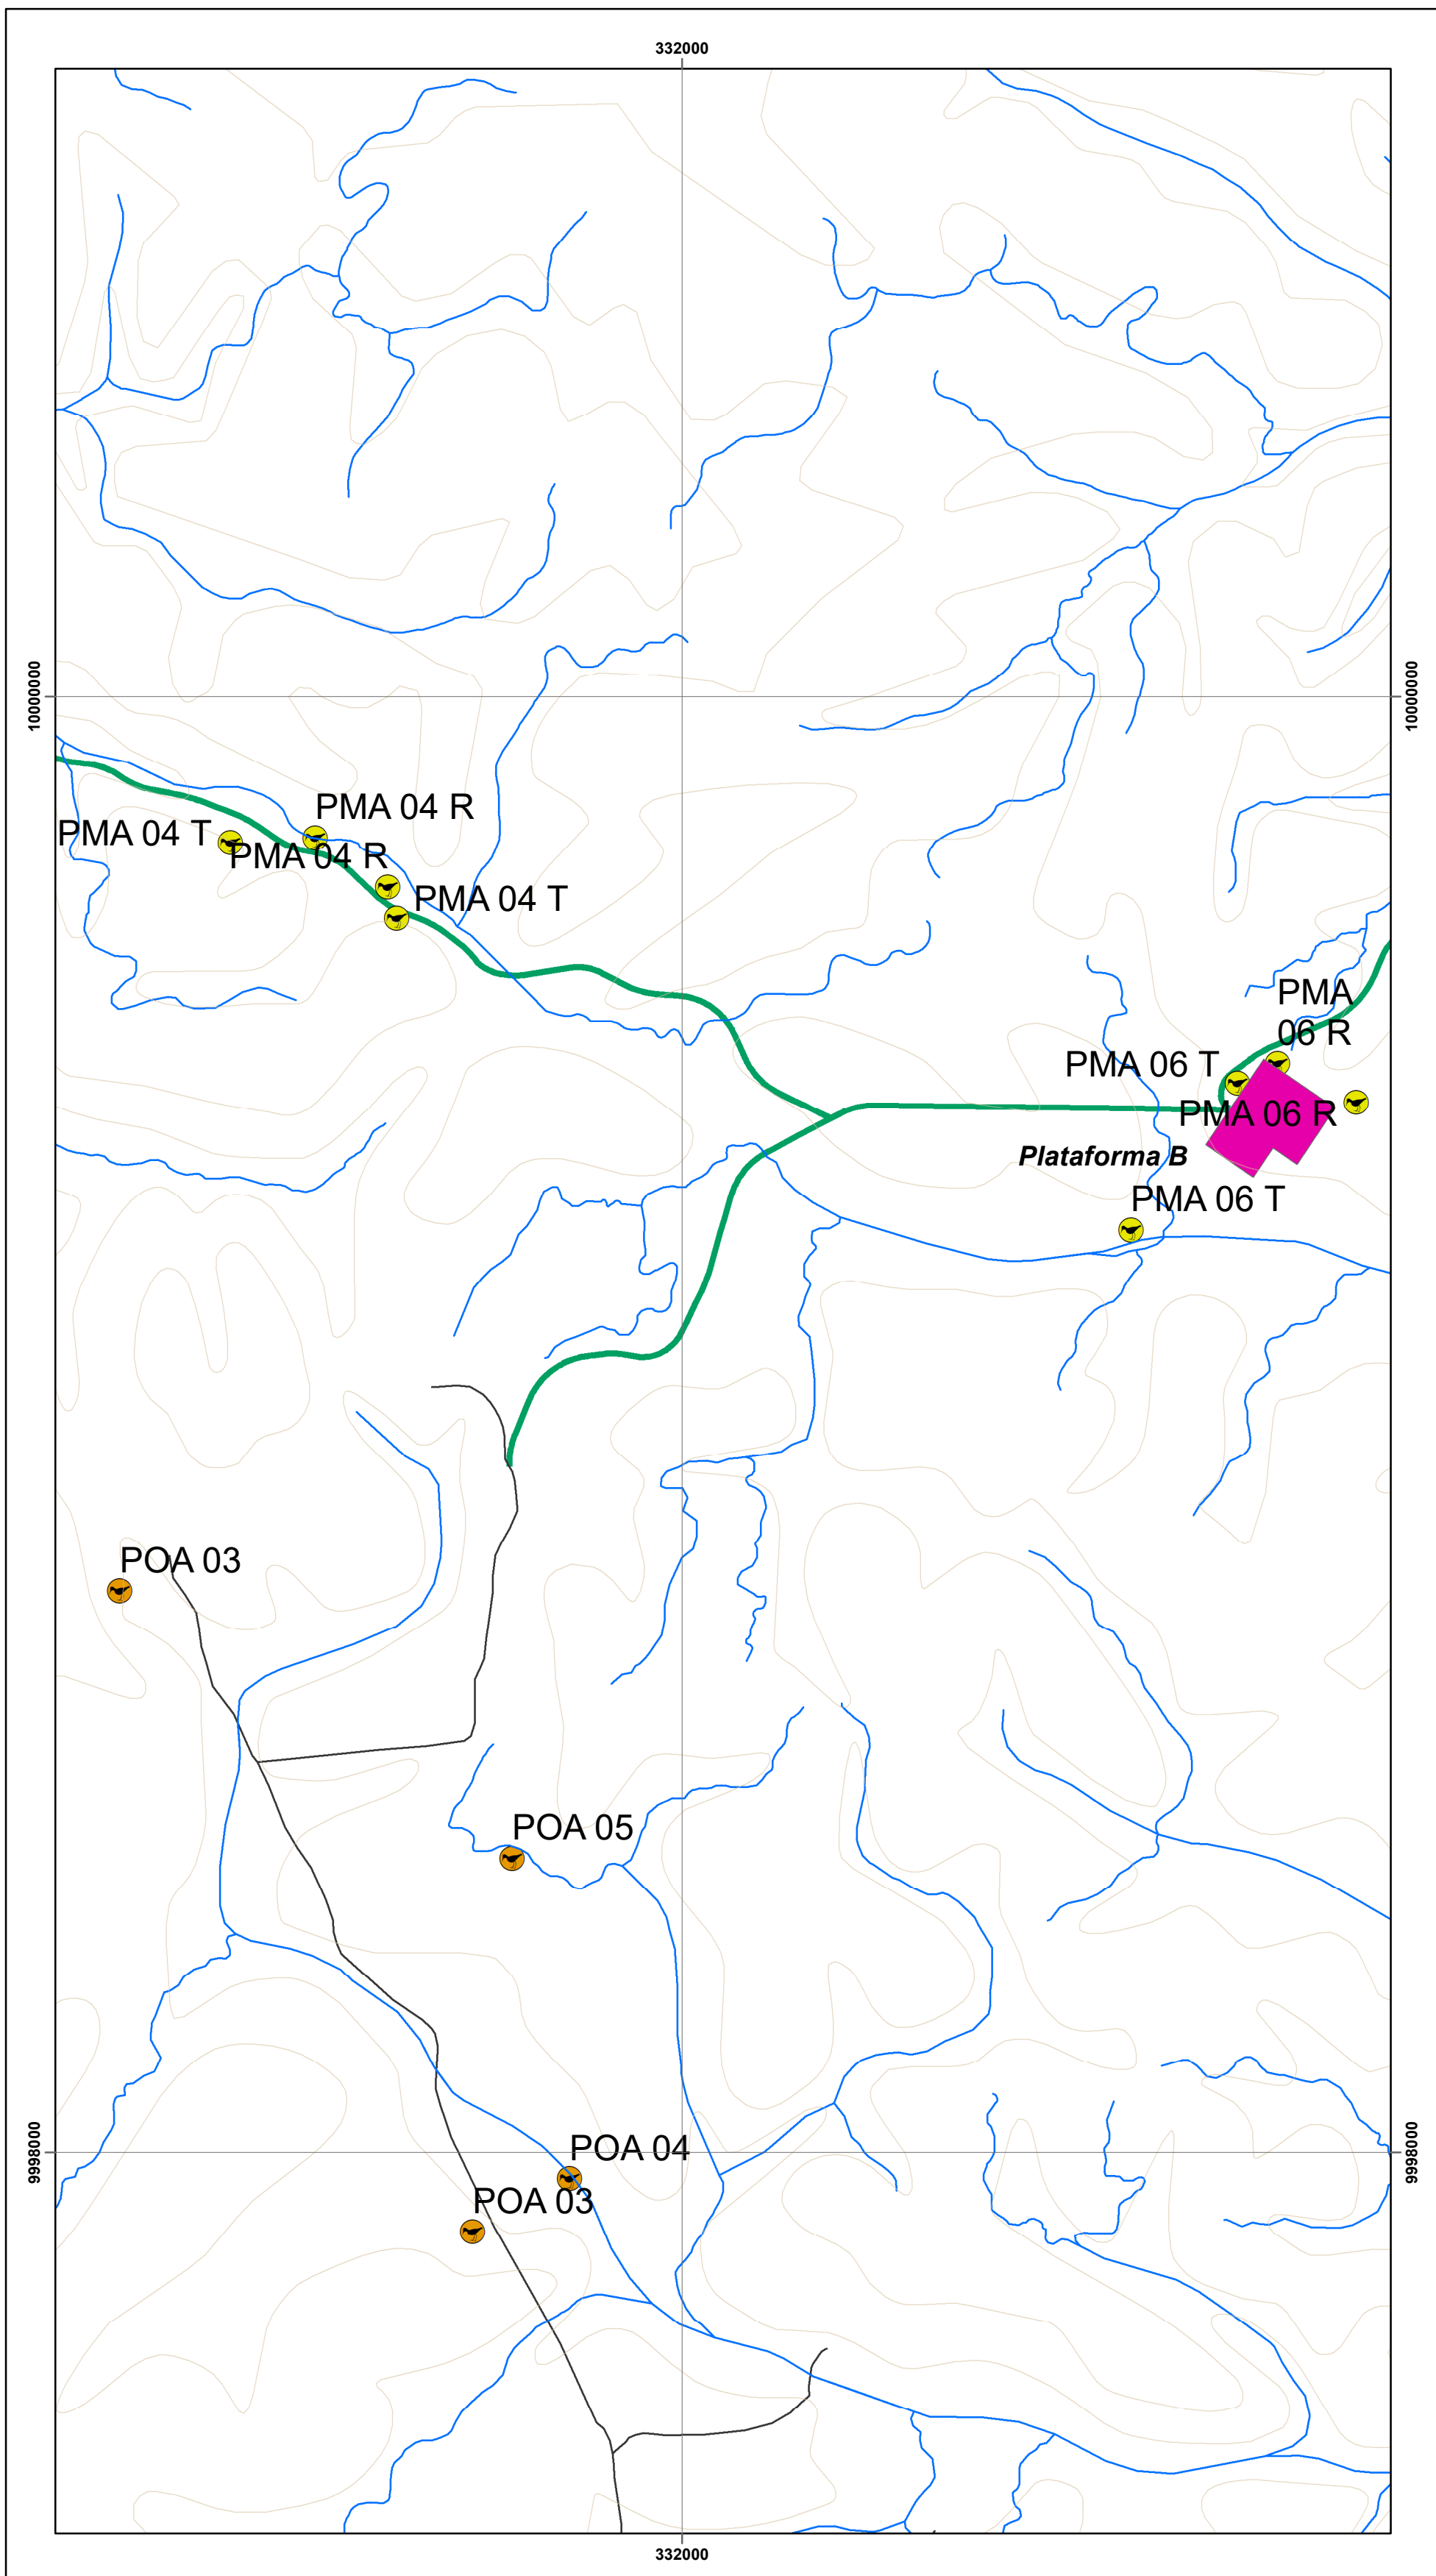 332000
10000000
10000000
PMA 04 R
PMA 04 T
PMA 04 R
PMA 04 T
PMA
06 R
PMA 06 T
PMA 06 R
Plataforma B
PMA 06 T
POA 03
POA 05
POA 04
9998000
9998000
POA 03
332000